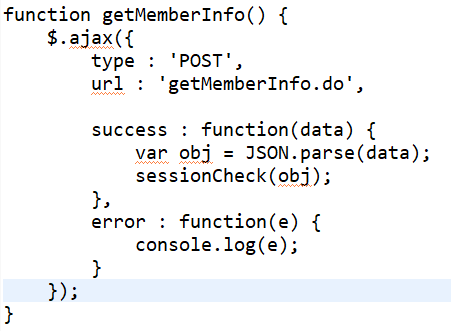 function getMemberInfo() {
    $.ajax({
        type : 'POST',
        url : 'getMemberInfo.do',

        success : function(data) {
            var obj = JSON.parse(data);
            sessionCheck(obj);
        },
        error : function(e) {
            console.log(e);
        }
    });
}